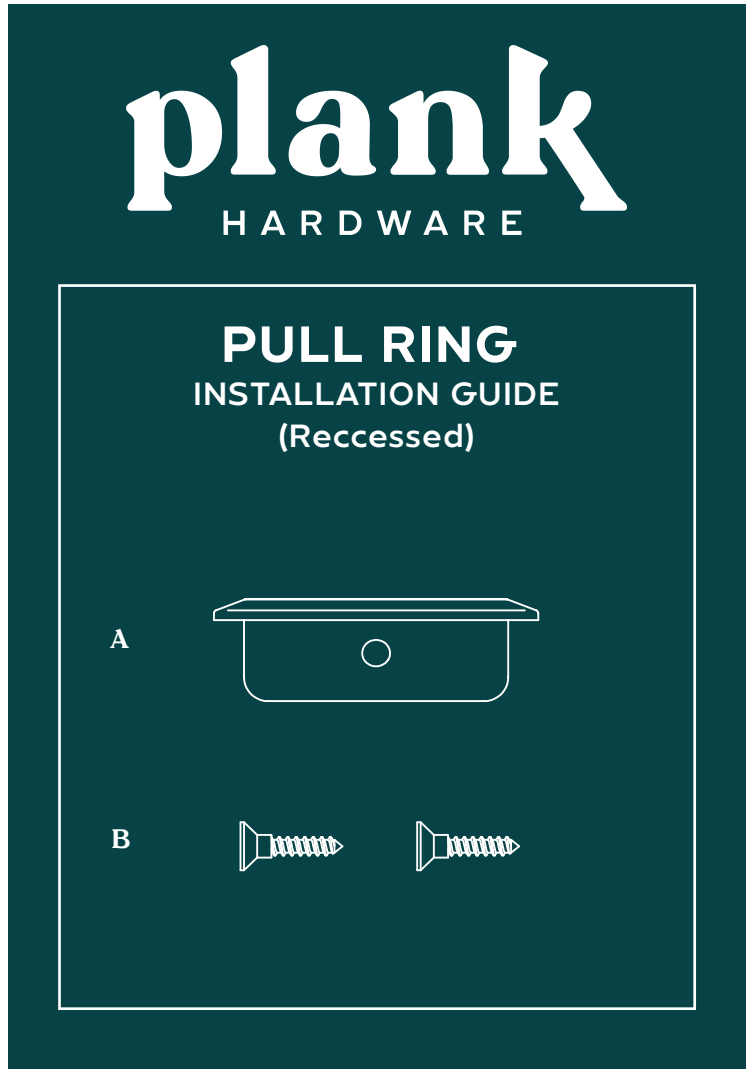 plank
HARDWARE
PULL RING
INSTALLATION GUIDE
(Reccessed)
A
B